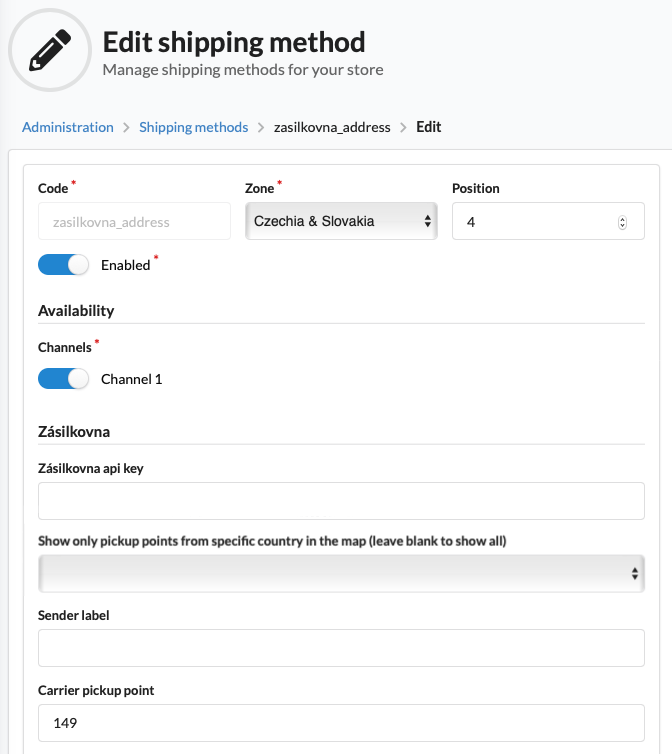 Edit shipping method
Manage shipping methods for your store
Administration > Shipping methods > zasilkovna_address > Edit
Code * Zone * Position
zasilkovna_address Czechia & Slovakia 4
Enabled *
Availability
Channels *
Channel 1
Zásilkovna
Zásilkovna api key
Show only pickup points from specific country in the map (leave blank to show all)
Sender label
Carrier pickup point
149